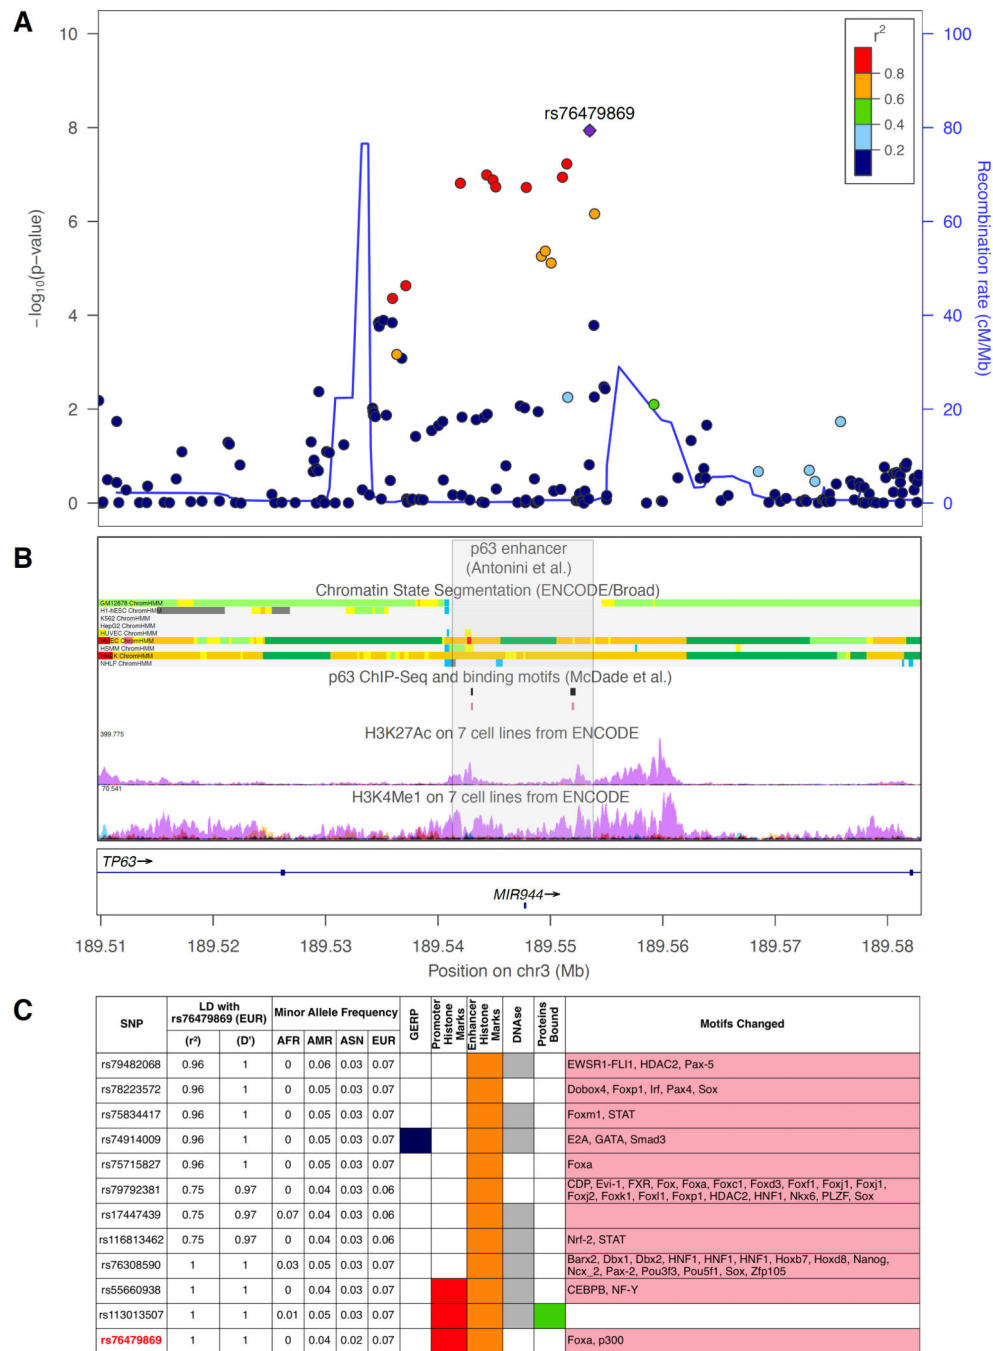 A
10
8
6
4
2
0
−log10(p−value)
100
80
60
40
20
0
Recombination rate (cM/Mb)
r²
0.8
0.6
0.4
0.2
rs76479869
B
p63 enhancer
(Antonini et al.)
Chromatin State Segmentation (ENCODE/Broad)
GM12878 ChromHMM
H1-hESC ChromHMM
K562 ChromHMM
HepG2 ChromHMM
HUVEC ChromHMM
HMEC ChromHMM
HSMM ChromHMM
NHEK ChromHMM
NHLF ChromHMM
p63 ChIP-Seq and binding motifs (McDade et al.)
399.775
H3K27Ac on 7 cell lines from ENCODE
70.541
H3K4Me1 on 7 cell lines from ENCODE
TP63→
MIR944→
189.51 189.52 189.53 189.54 189.55 189.56 189.57 189.58
Position on chr3 (Mb)
C
SNP
LD with
rs76479869 (EUR)
(r²) (D')
Minor Allele Frequency
AFR AMR ASN EUR
GERP
Promoter
Histone
Marks
Enhancer
Histone
Marks
DNAse
Proteins
Bound
Motifs Changed
rs79482068 0.96 1 0 0.06 0.03 0.07 EWSR1-FLI1, HDAC2, Pax-5
rs78223572 0.96 1 0 0.05 0.03 0.07 Dobox4, Foxp1, Irf, Pax4, Sox
rs75834417 0.96 1 0 0.05 0.03 0.07 Foxm1, STAT
rs74914009 0.96 1 0 0.05 0.03 0.07 E2A, GATA, Smad3
rs75715827 0.96 1 0 0.05 0.03 0.07 Foxa
rs79792381 0.75 0.97 0 0.04 0.03 0.06 CDP, Evi-1, FXR, Fox, Foxa, Foxc1, Foxd3, Foxf1, Foxj1, Foxj1,
Foxj2, Foxk1, Foxl1, Foxp1, HDAC2, HNF1, Nkx6, PLZF, Sox
rs17447439 0.75 0.97 0.07 0.04 0.03 0.06
rs116813462 0.75 0.97 0 0.04 0.03 0.06 Nrf-2, STAT
rs76308590 1 1 0.03 0.05 0.03 0.07 Barx2, Dbx1, Dbx2, HNF1, HNF1, HNF1, Hoxb7, Hoxd8, Nanog,
Ncx_2, Pax-2, Pou3f3, Pou5f1, Sox, Zfp105
rs55660938 1 1 0 0.04 0.03 0.07 CEBPB, NF-Y
rs113013507 1 1 0.01 0.05 0.03 0.07
rs76479869 1 1 0 0.04 0.02 0.07 Foxa, p300